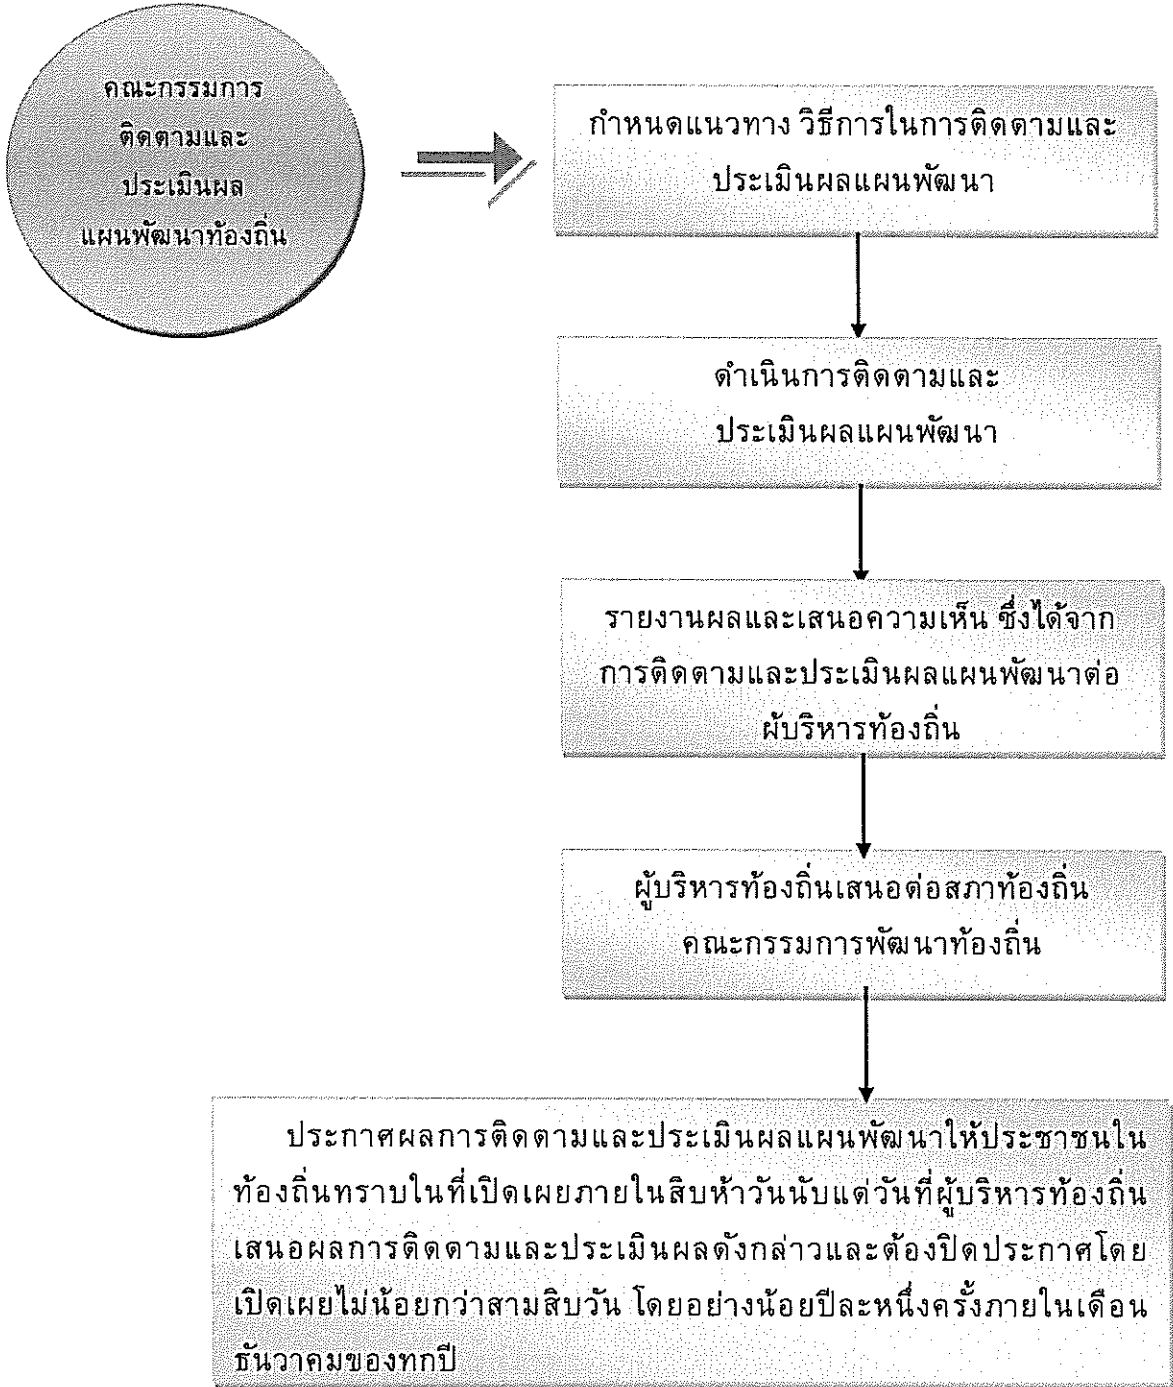 คณะกรรมการ
ติดตามและ
ประเมินผล
แผนพัฒนาท้องถิ่น
กำหนดแนวทาง วิธีการในการติดตามและ
ประเมินผลแผนพัฒนา
ดำเนินการติดตามและ
ประเมินผลแผนพัฒนา
รายงานผลและเสนอความเห็น ซึ่งได้จาก
การติดตามและประเมินผลแผนพัฒนาต่อ
ผู้บริหารท้องถิ่น
ผู้บริหารท้องถิ่นเสนอต่อสภาท้องถิ่น
คณะกรรมการพัฒนาท้องถิ่น
ประกาศผลการติดตามและประเมินผลแผนพัฒนาให้ประชาชนใน
ท้องถิ่นทราบในที่เปิดเผยภายในสิบห้าวันนับแต่วันที่ผู้บริหารท้องถิ่น
เสนอผลการติดตามและประเมินผลดังกล่าวและต้องปิดประกาศโดย
เปิดเผยไม่น้อยกว่าสามสิบวัน โดยอย่างน้อยปีละหนึ่งครั้งภายในเดือน
ธันวาคมของทุกปี